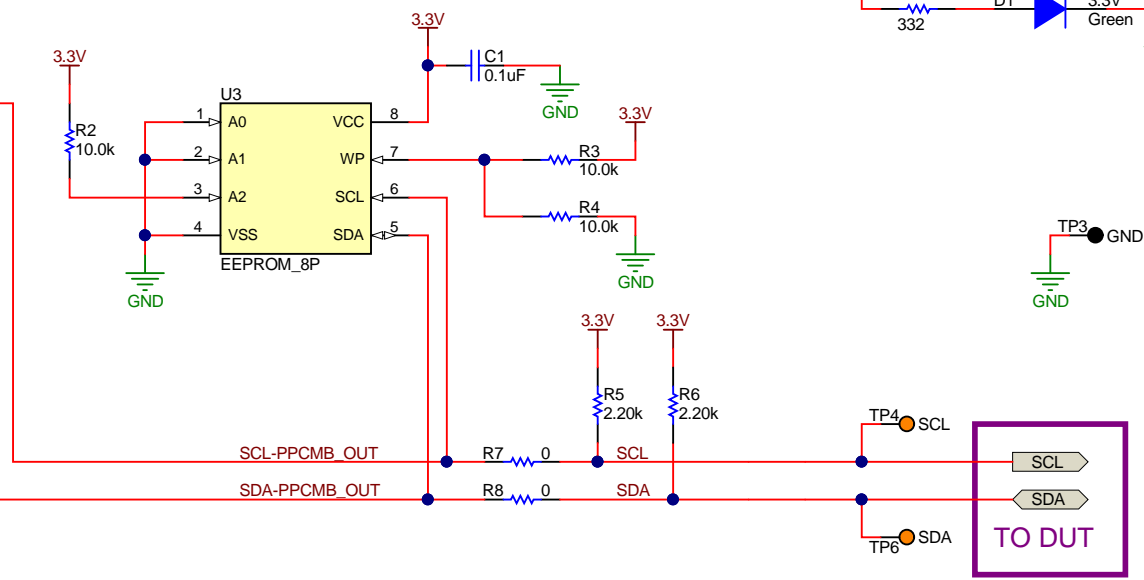 332
D1
3.3V
Green
3.3V
C1
0.1uF
GND
3.3V
R2
10.0k
U3
1 A0 VCC 8
2 A1 WP 7
3 A2 SCL 6
4 VSS SDA 5
EEPROM_8P
GND
3.3V
R3
10.0k
R4
10.0k
GND
TP3 GND
GND
3.3V
3.3V
R5
2.20k
R6
2.20k
TP4 SCL
SCL-PPCMB_OUT R7 0 SCL
SCL
SDA-PPCMB_OUT R8 0 SDA
SDA
TP6 SDA
TO DUT